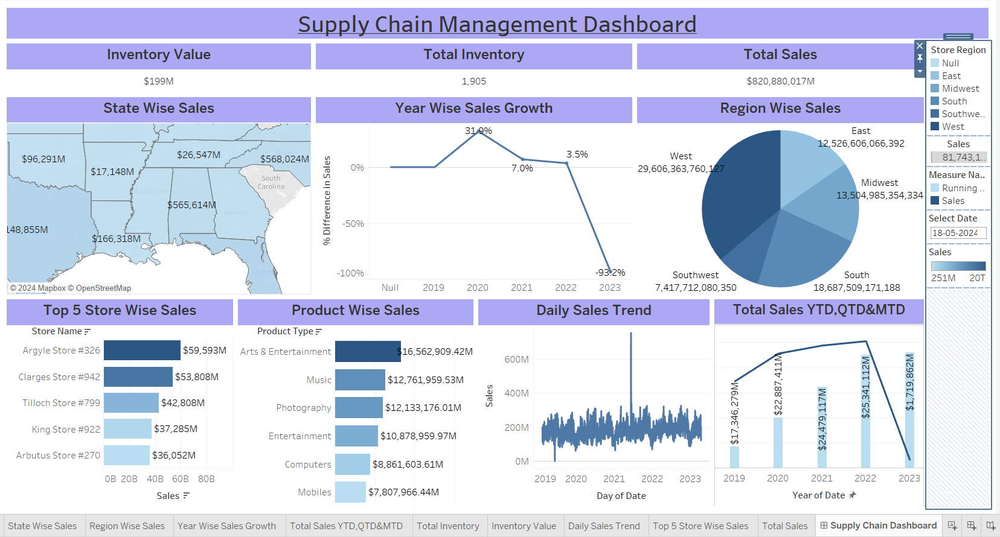 Supply Chain Management Dashboard
Inventory Value
$199M
Total Inventory
1,905
Total Sales
$820,880,017M
State Wise Sales
$96,291M
$17,148M
$26,547M
$568,024M
South
Carolina
Mississippi
$565,614M
Georgia
148,855M
$166,318M
Florida
© 2024 Mapbox © OpenStreetMap
Year Wise Sales Growth
% Difference in Sales
0%
-50%
-100%
31.9%
7.0%
3.5%
-93.2%
Null 2019 2020 2021 2022 2023
Region Wise Sales
East
12,526,606,066,392
West
29,606,363,760,127
Midwest
13,504,985,354,334
Southwest
7,417,712,080,350
South
18,687,509,171,188
Store Region
Null
East
Midwest
South
Southwe..
West
Sales
81,743,1..
Measure Na..
Running ..
Sales
Select Date
18-05-2024
Sales
251M 20T
Top 5 Store Wise Sales
Store Name
Argyle Store #326 $59,593M
Clarges Store #942 $53,808M
Tilloch Store #799 $42,808M
King Store #922 $37,285M
Arbutus Store #270 $36,052M
0B 20B 40B 60B 80B
Sales
Product Wise Sales
Product Type
Arts & Entertainment $16,562,909.42M
Music $12,761,959.53M
Photography $12,133,176.01M
Entertainment $10,878,959.97M
Computers $8,861,603.61M
Mobiles $7,807,966.44M
Daily Sales Trend
Sales
600M
400M
200M
0M
2019 2020 2021 2022 2023
Day of Date
Total Sales YTD,QTD&MTD
$17,346,279M
$22,887,411M
$24,479,117M
$25,341,112M
$1,719,862M
2019 2020 2021 2022 2023
Year of Date
State Wise Sales Region Wise Sales Year Wise Sales Growth Total Sales YTD,QTD&MTD Total Inventory Inventory Value Daily Sales Trend Top 5 Store Wise Sales Total Sales Supply Chain Dashboard